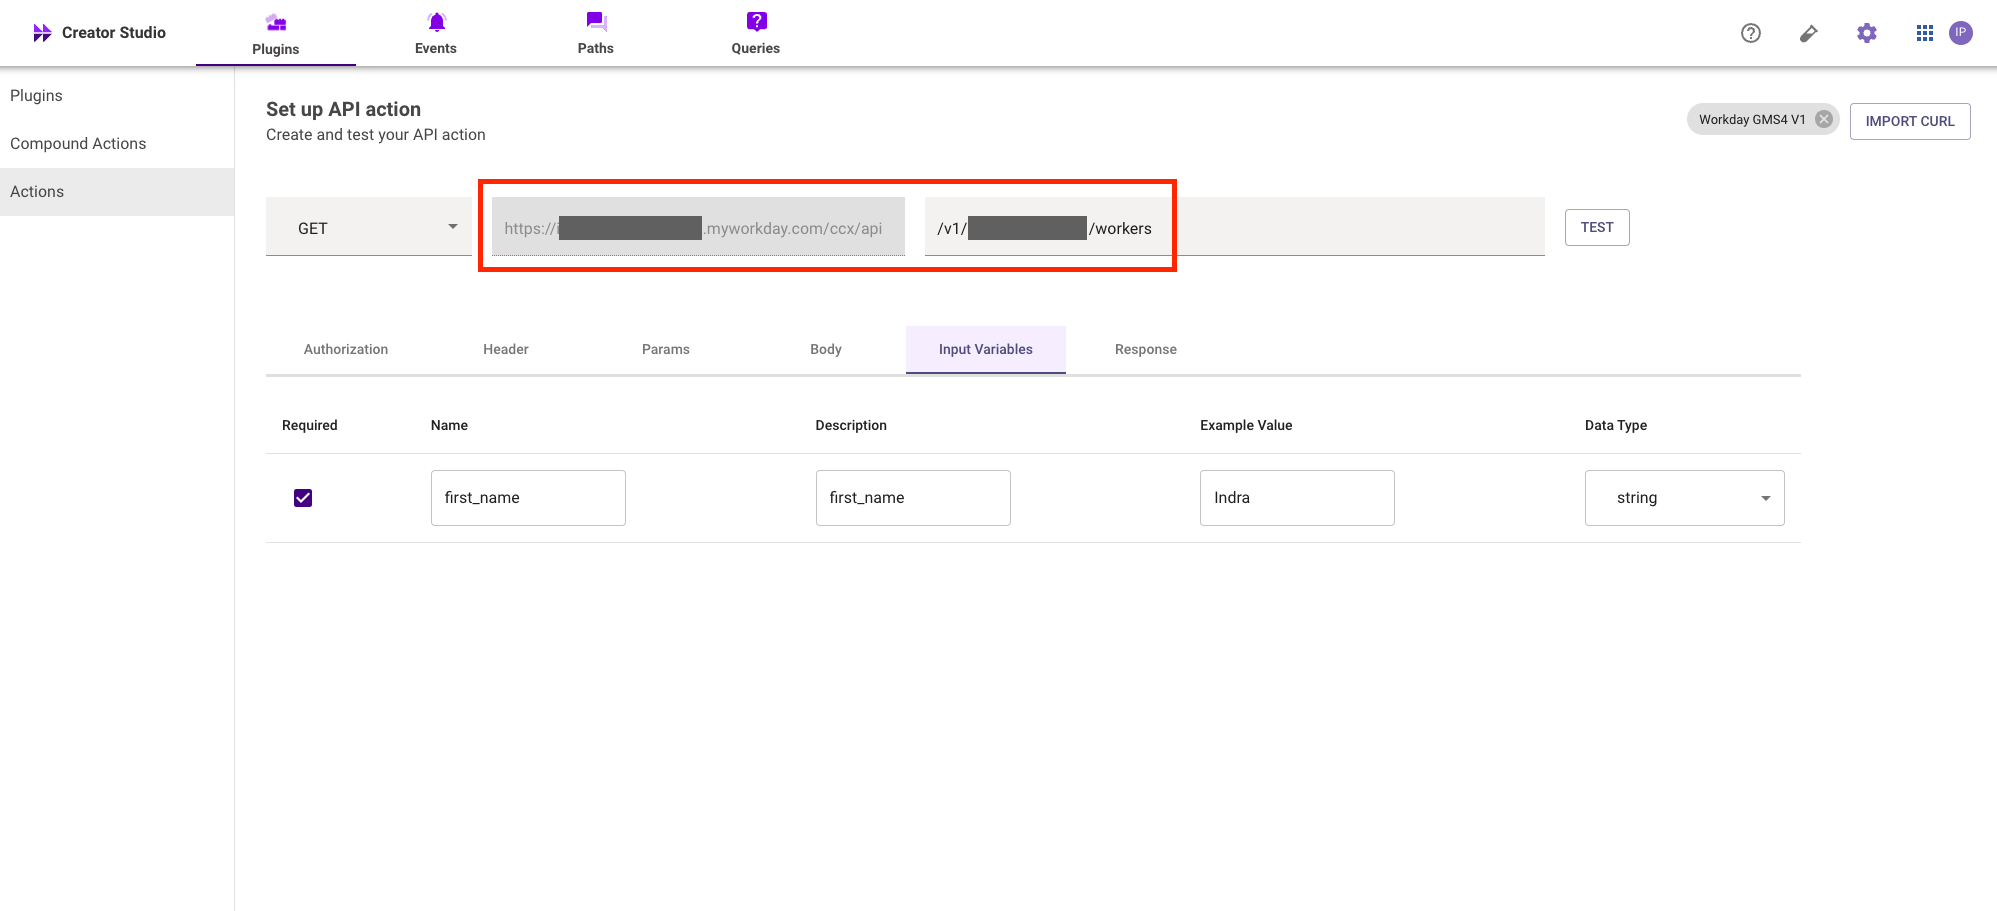 Creator Studio
Plugins
Events
Paths
Queries
IP
Plugins
Compound Actions
Actions
Set up API action
Create and test your API action
Workday GMS4 V1
IMPORT CURL
GET
https://i .myworkday.com/ccx/api
/v1/ /workers
TEST
Authorization
Header
Params
Body
Input Variables
Response
Required
Name
Description
Example Value
Data Type
first_name
first_name
Indra
string